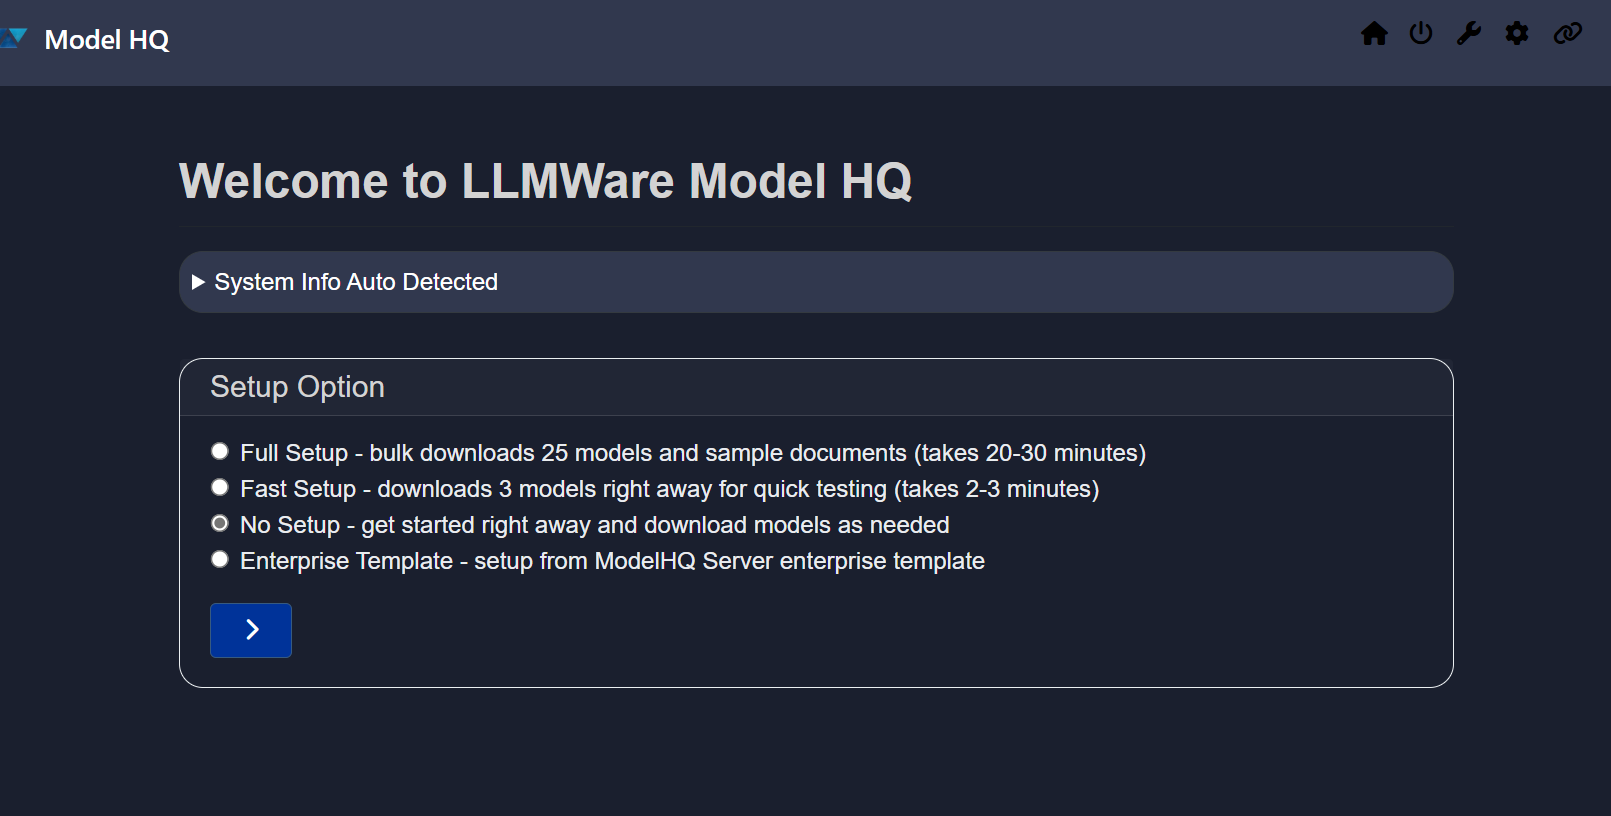 Model HQ
Welcome to LLMWare Model HQ
System Info Auto Detected
Setup Option
Full Setup - bulk downloads 25 models and sample documents (takes 20-30 minutes)
Fast Setup - downloads 3 models right away for quick testing (takes 2-3 minutes)
No Setup - get started right away and download models as needed
Enterprise Template - setup from ModelHQ Server enterprise template